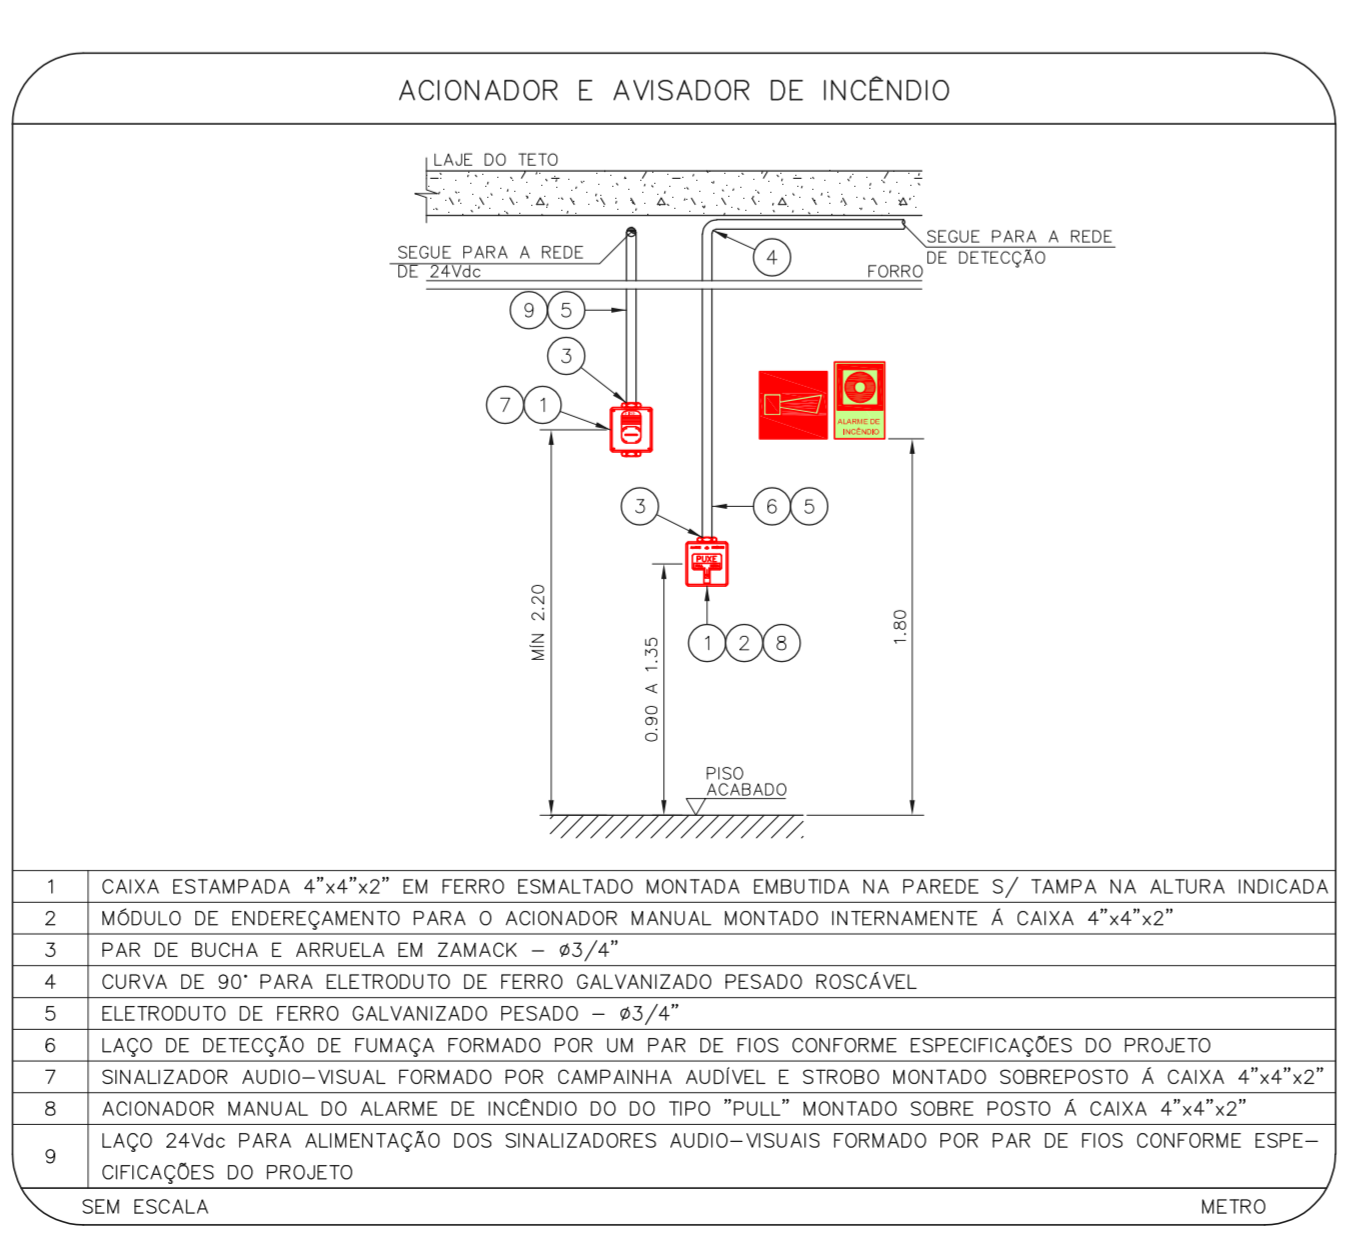 ACIONADOR E AVISADOR DE INCÊNDIO
LAJE DO TETO
SEGUE PARA A REDE
DE 24Vdc
SEGUE PARA A REDE
DE DETECÇÃO
4
FORRO
9 5
3
7 1
ALARME DE
INCÊNDIO
3
6 5
PUXE
1 2 8
MÍN 2.20
0.90 A 1.35
1.80
PISO
ACABADO
1 CAIXA ESTAMPADA 4"x4"x2" EM FERRO ESMALTADO MONTADA EMBUTIDA NA PAREDE S/ TAMPA NA ALTURA INDICADA
2 MÓDULO DE ENDEREÇAMENTO PARA O ACIONADOR MANUAL MONTADO INTERNAMENTE Á CAIXA 4"x4"x2"
3 PAR DE BUCHA E ARRUELA EM ZAMACK – ø3/4"
4 CURVA DE 90° PARA ELETRODUTO DE FERRO GALVANIZADO PESADO ROSCÁVEL
5 ELETRODUTO DE FERRO GALVANIZADO PESADO – ø3/4"
6 LAÇO DE DETECÇÃO DE FUMAÇA FORMADO POR UM PAR DE FIOS CONFORME ESPECIFICAÇÕES DO PROJETO
7 SINALIZADOR AUDIO–VISUAL FORMADO POR CAMPAINHA AUDÍVEL E STROBO MONTADO SOBREPOSTO Á CAIXA 4"x4"x2"
8 ACIONADOR MANUAL DO ALARME DE INCÊNDIO DO DO TIPO "PULL" MONTADO SOBRE POSTO Á CAIXA 4"x4"x2"
9 LAÇO 24Vdc PARA ALIMENTAÇÃO DOS SINALIZADORES AUDIO–VISUAIS FORMADO POR PAR DE FIOS CONFORME ESPE–
CIFICAÇÕES DO PROJETO
SEM ESCALA
METRO